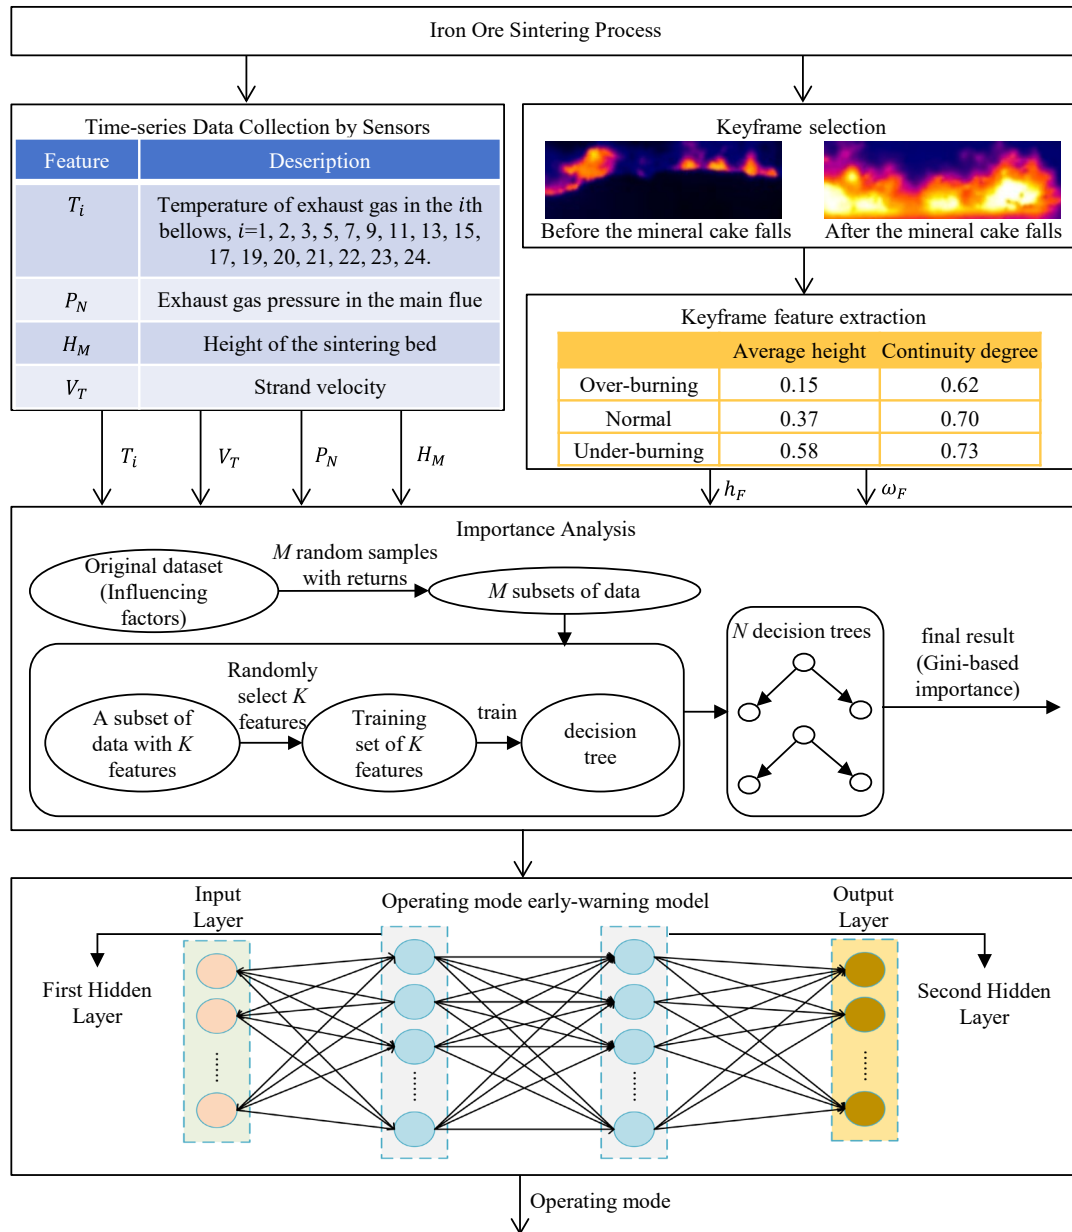 Iron Ore Sintering Process
Time-series Data Collection by Sensors
Feature Deseription
T_i Temperature of exhaust gas in the ith
bellows, i=1, 2, 3, 5, 7, 9, 11, 13, 15,
17, 19, 20, 21, 22, 23, 24.
P_N Exhaust gas pressure in the main flue
H_M Height of the sintering bed
V_T Strand velocity
Keyframe selection
Before the mineral cake falls After the mineral cake falls
Keyframe feature extraction
Average height Continuity degree
Over-burning 0.15 0.62
Normal 0.37 0.70
Under-burning 0.58 0.73
T_i V_T P_N H_M h_F ω_F
Importance Analysis
Original dataset
(Influencing
factors)
M random samples
with returns
M subsets of data
A subset of
data with K
features
Randomly
select K
features
Training
set of K
features
train
decision
tree
N decision trees
final result
(Gini-based
importance)
Operating mode early-warning model
Input
Layer
Output
Layer
First Hidden
Layer
Second Hidden
Layer
Operating mode